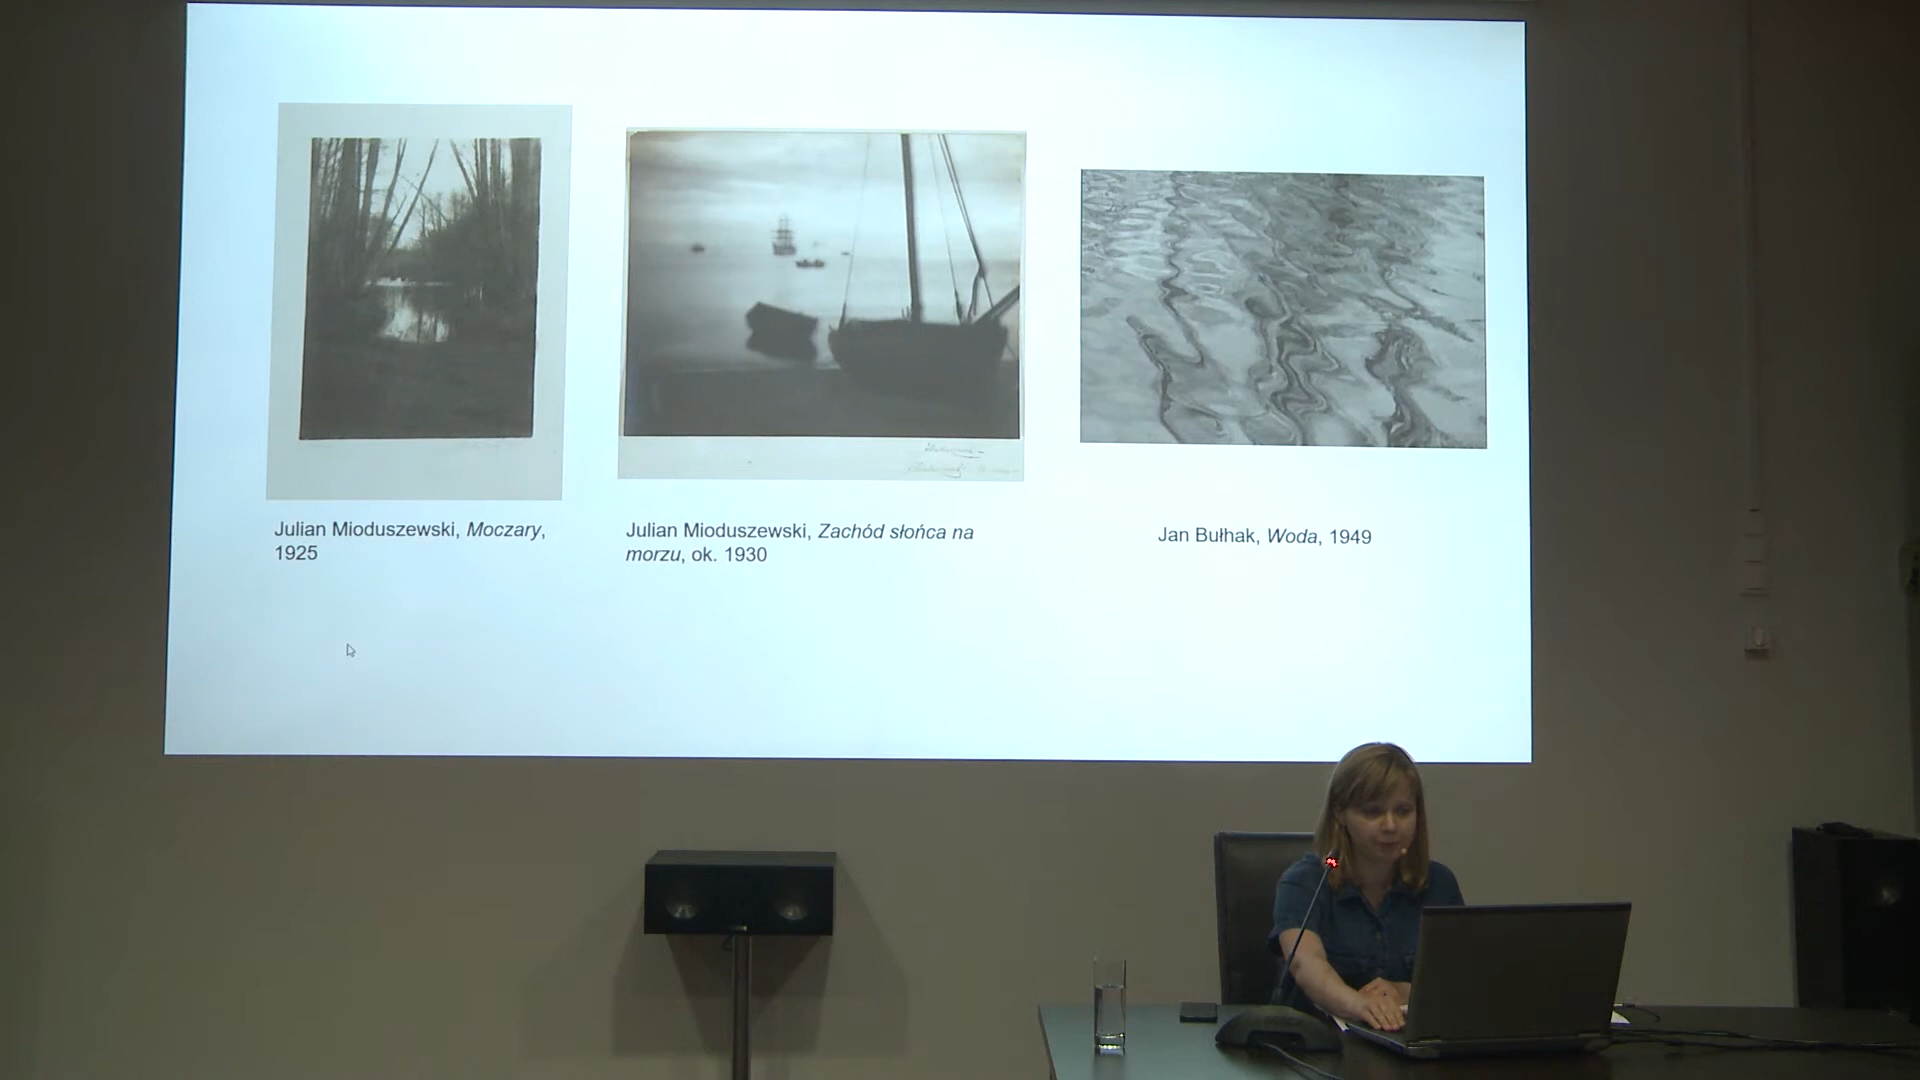 Julian Mioduszewski, Moczary,
1925
Julian Mioduszewski, Zachód słońca na
morzu, ok. 1930
Jan Bułhak, Woda, 1949